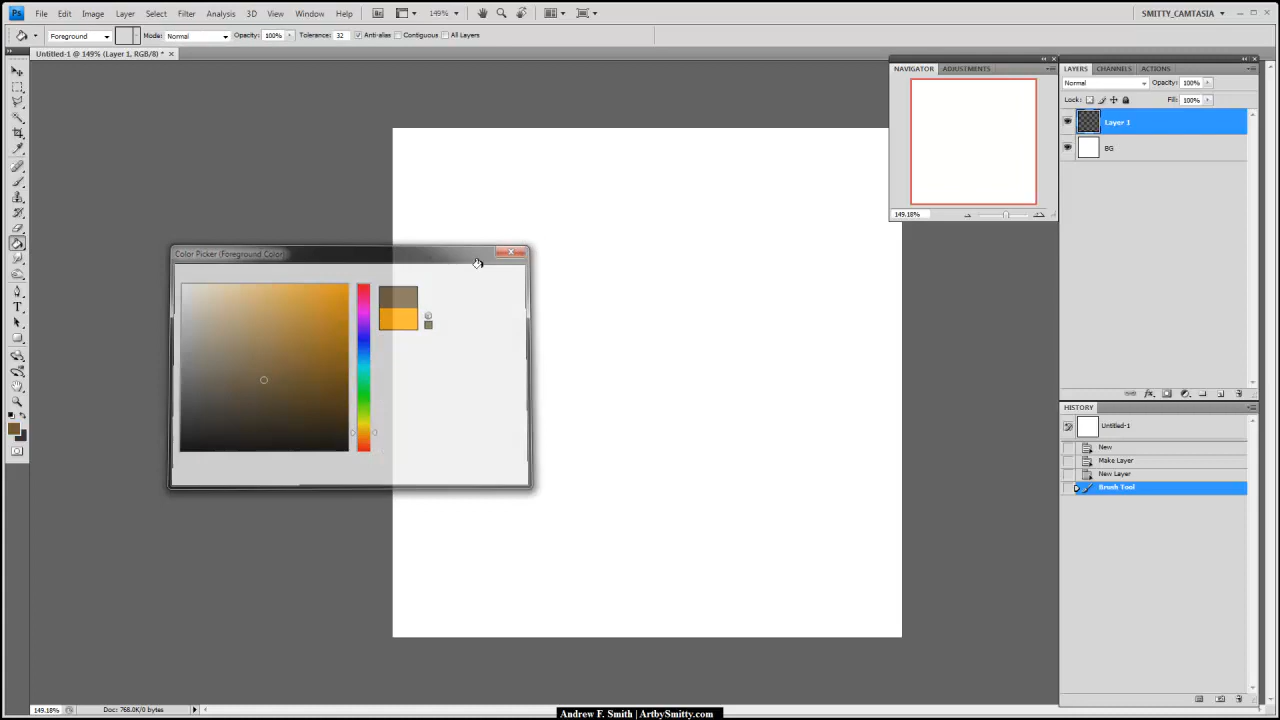 Ps File Edit Image Layer Select Filter Analysis 3D View Window Help Br 149% SMITTY_CAMTASIA
Foreground Mode: Normal Opacity: 100% Tolerance: 32 Anti-alias Contiguous All Layers
Untitled-1 @ 149% (Layer 1, RGB/8) *
NAVIGATOR ADJUSTMENTS
149.18%
LAYERS CHANNELS ACTIONS
Normal Opacity: 100%
Lock: Fill: 100%
Layer 1
BG
Color Picker (Foreground Color)
T
fx
HISTORY
Untitled-1
New
Make Layer
New Layer
Brush Tool
149.18% Doc: 768.0K/0 bytes
Andrew F. Smith | ArtbySmitty.com